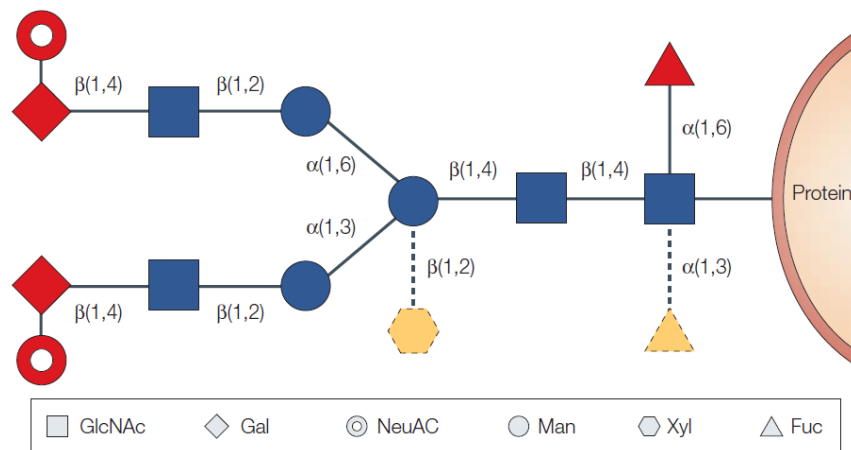 β(1,4) β(1,2)
α(1,6)
α(1,6)
β(1,4) β(1,4)
Protein
α(1,3)
β(1,2)
α(1,3)
β(1,4) β(1,2)
GlcNAc Gal NeuAC Man Xyl Fuc